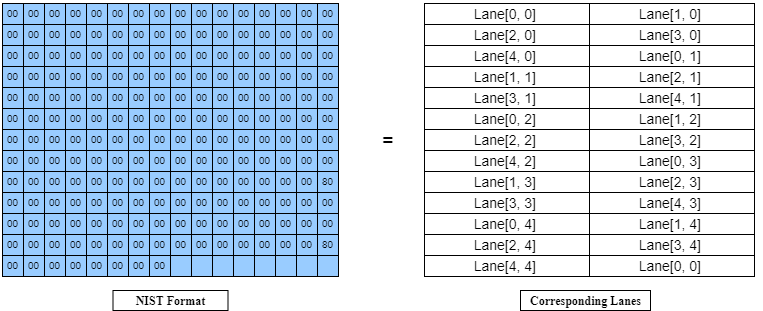 00 00 00 00 00 00 00 00 00 00 00 00 00 00 00 00 Lane[0, 0] Lane[1, 0]
00 00 00 00 00 00 00 00 00 00 00 00 00 00 00 00 Lane[2, 0] Lane[3, 0]
00 00 00 00 00 00 00 00 00 00 00 00 00 00 00 00 Lane[4, 0] Lane[0, 1]
00 00 00 00 00 00 00 00 00 00 00 00 00 00 00 00 Lane[1, 1] Lane[2, 1]
00 00 00 00 00 00 00 00 00 00 00 00 00 00 00 00 Lane[3, 1] Lane[4, 1]
00 00 00 00 00 00 00 00 00 00 00 00 00 00 00 00 Lane[0, 2] Lane[1, 2]
00 00 00 00 00 00 00 00 00 00 00 00 00 00 00 00 = Lane[2, 2] Lane[3, 2]
00 00 00 00 00 00 00 00 00 00 00 00 00 00 00 00 Lane[4, 2] Lane[0, 3]
00 00 00 00 00 00 00 00 00 00 00 00 00 00 00 80 Lane[1, 3] Lane[2, 3]
00 00 00 00 00 00 00 00 00 00 00 00 00 00 00 00 Lane[3, 3] Lane[4, 3]
00 00 00 00 00 00 00 00 00 00 00 00 00 00 00 00 Lane[0, 4] Lane[1, 4]
00 00 00 00 00 00 00 00 00 00 00 00 00 00 00 80 Lane[2, 4] Lane[3, 4]
00 00 00 00 00 00 00 00 Lane[4, 4] Lane[0, 0]
NIST Format Corresponding Lanes